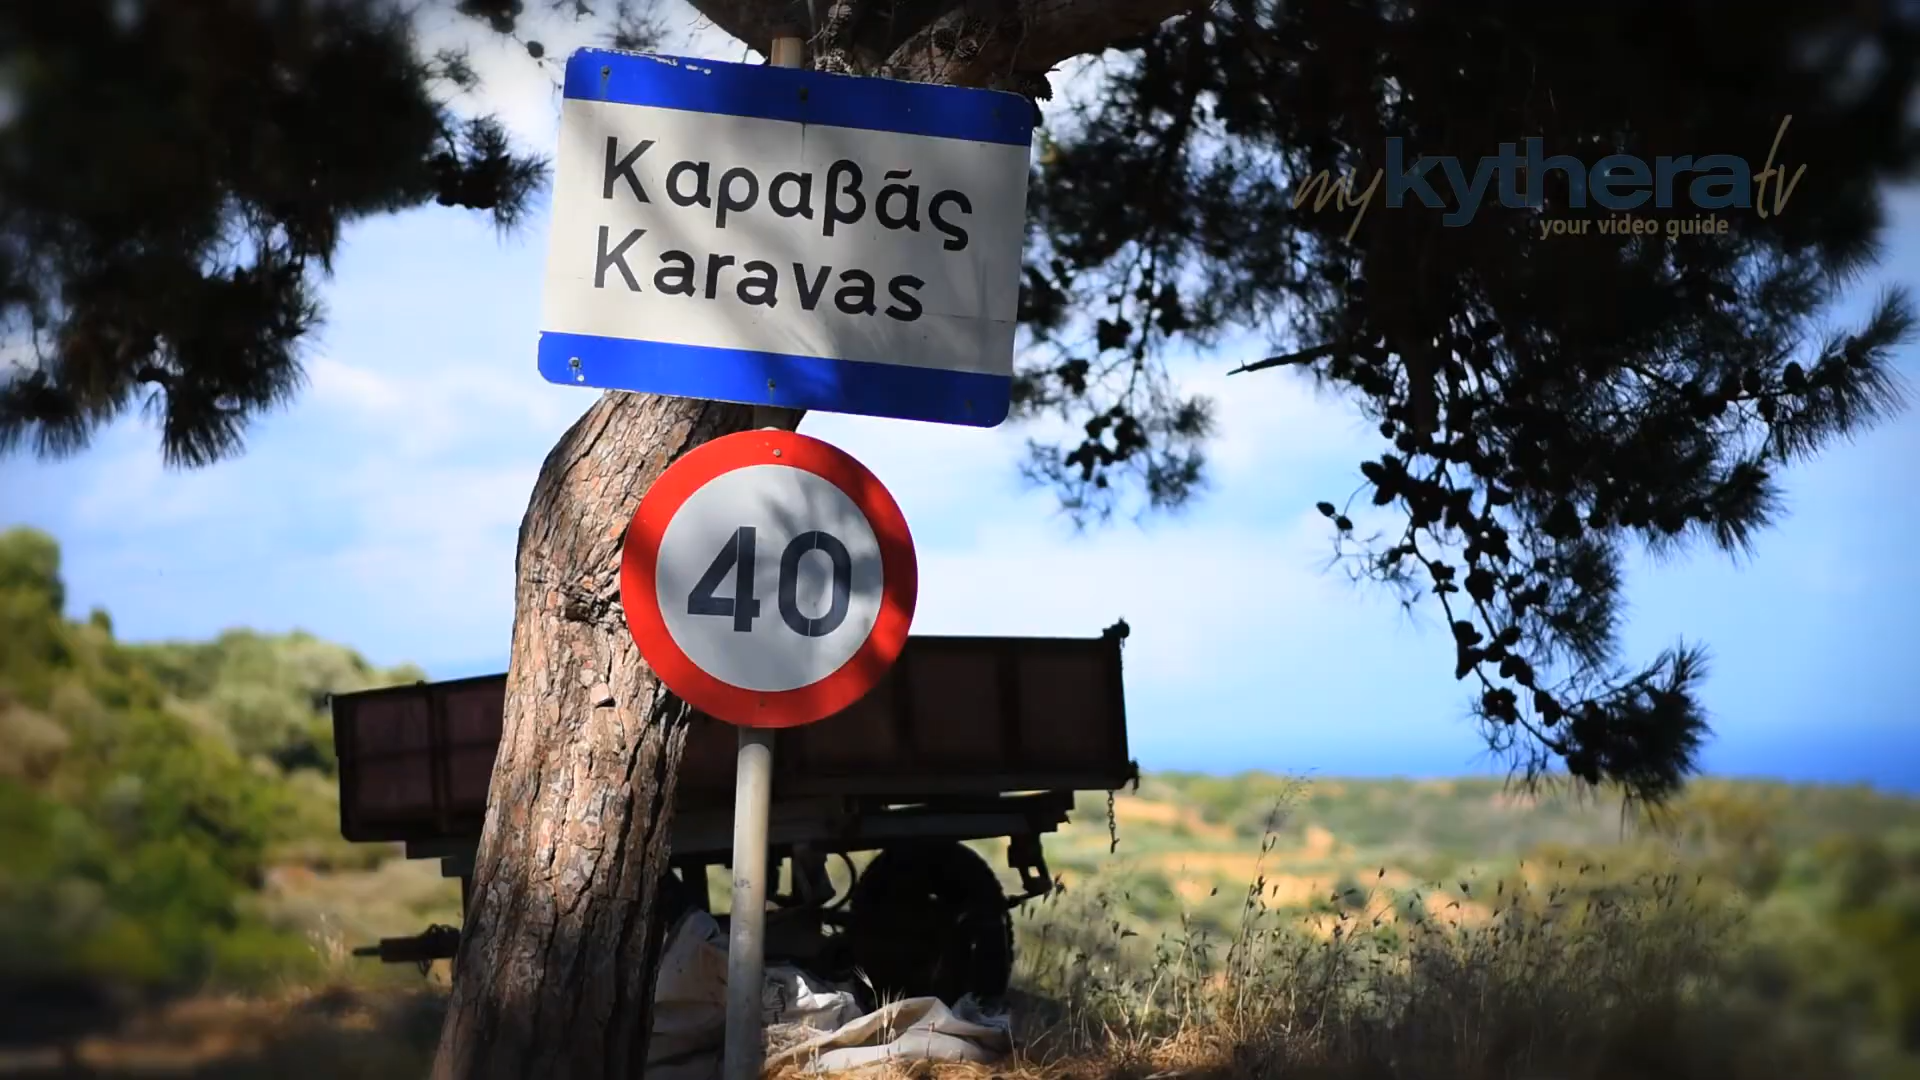 Καραβᾶς
Karavas
40
mykytheratv
your video guide